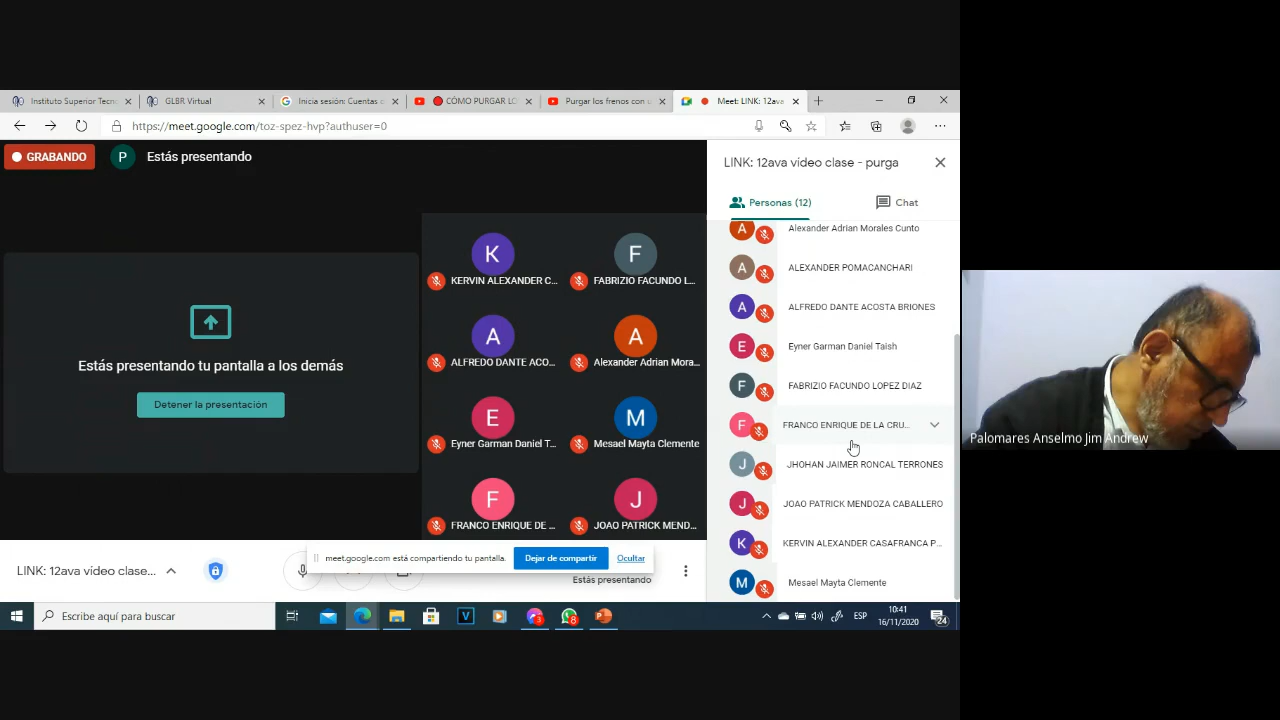 Instituto Superior Tecn
GLBR Virtual
Inicia sesión: Cuentas d
CÓMO PURGAR LO
Purgar los frenos con u
Meet: LINK: 12ava
https://meet.google.com/toz-spez-hvp?authuser=0
GRABANDO
P
Estás presentando
LINK: 12ava vídeo clase - purga
Personas (12)
Chat
Estás presentando tu pantalla a los demás
Detener la presentación
K
KERVIN ALEXANDER C...
F
FABRIZIO FACUNDO L...
A
ALFREDO DANTE ACO...
A
Alexander Adrian Mora...
E
Eyner Garman Daniel T...
M
Mesael Mayta Clemente
F
FRANCO ENRIQUE DE ...
J
JOAO PATRICK MEND...
A
Alexander Adrian Morales Cunto
A
ALEXANDER POMACANCHARI
A
ALFREDO DANTE ACOSTA BRIONES
E
Eyner Garman Daniel Taish
F
FABRIZIO FACUNDO LOPEZ DIAZ
F
FRANCO ENRIQUE DE LA CRU...
J
JHOHAN JAIMER RONCAL TERRONES
J
JOAO PATRICK MENDOZA CABALLERO
K
KERVIN ALEXANDER CASAFRANCA P...
M
Mesael Mayta Clemente
Palomares Anselmo Jim Andrew
LINK: 12ava vídeo clase...
meet.google.com está compartiendo tu pantalla.
Dejar de compartir
Ocultar
Estás presentando
Escribe aquí para buscar
V
3
8
ESP
10:41
16/11/2020
24